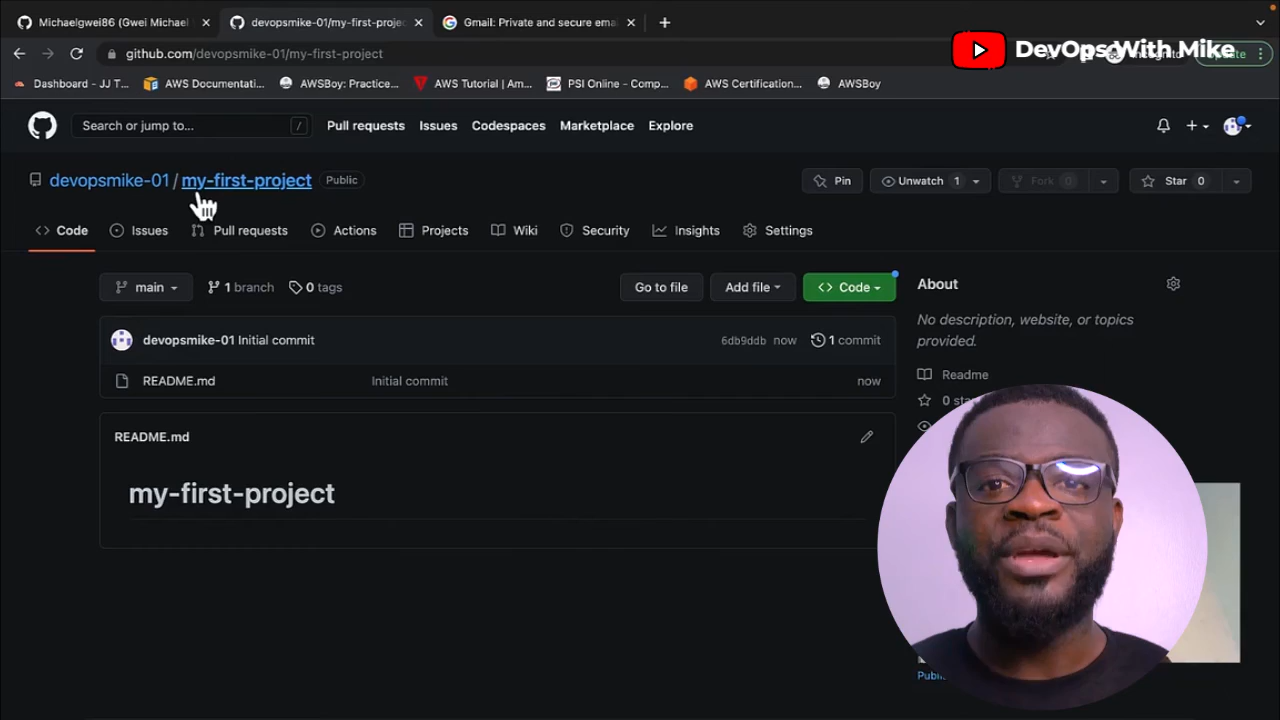 Michaelgwei86 (Gwei Michael
devopsmike-01/my-first-projec
Gmail: Private and secure ema
github.com/devopsmike-01/my-first-project
DevOpsWith Mike
Dashboard - JJ T...
AWS Documentati...
AWSBoy: Practice...
AWS Tutorial | Am...
PSI Online - Comp...
AWS Certification...
AWSBoy
Search or jump to...
/
Pull requests
Issues
Codespaces
Marketplace
Explore
devopsmike-01 / my-first-project
Public
Pin
Unwatch 1
Fork 0
Star 0
Code
Issues
Pull requests
Actions
Projects
Wiki
Security
Insights
Settings
main
1 branch
0 tags
Go to file
Add file
Code
About
devopsmike-01 Initial commit
6db9ddb now
1 commit
No description, website, or topics
provided.
README.md
Initial commit
now
Readme
0 sta
README.md
my-first-project